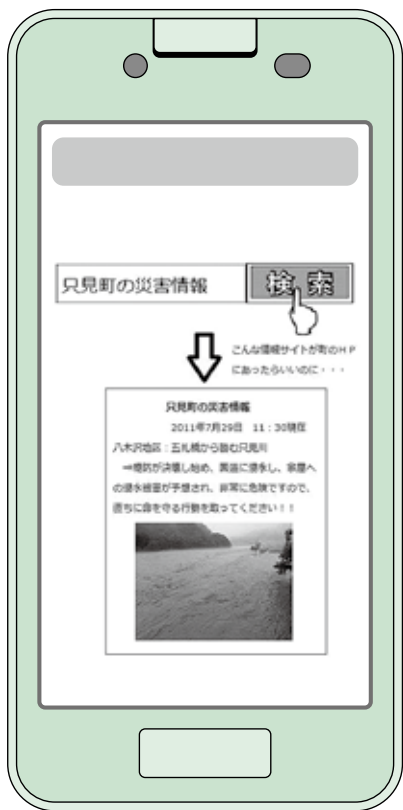 只見町の災害情報
検索
こんな情報サイトが町のHP
にあったらいいのに・・・
只見町の災害情報
2011年7月29日 11：30現在
八木沢地区：五礼橋から臨む只見川
⇒堤防が決壊し始め、県道に浸水し、家屋へ
の浸水被害が予想され、非常に危険ですので、
直ちに命を守る行動を取ってください！！